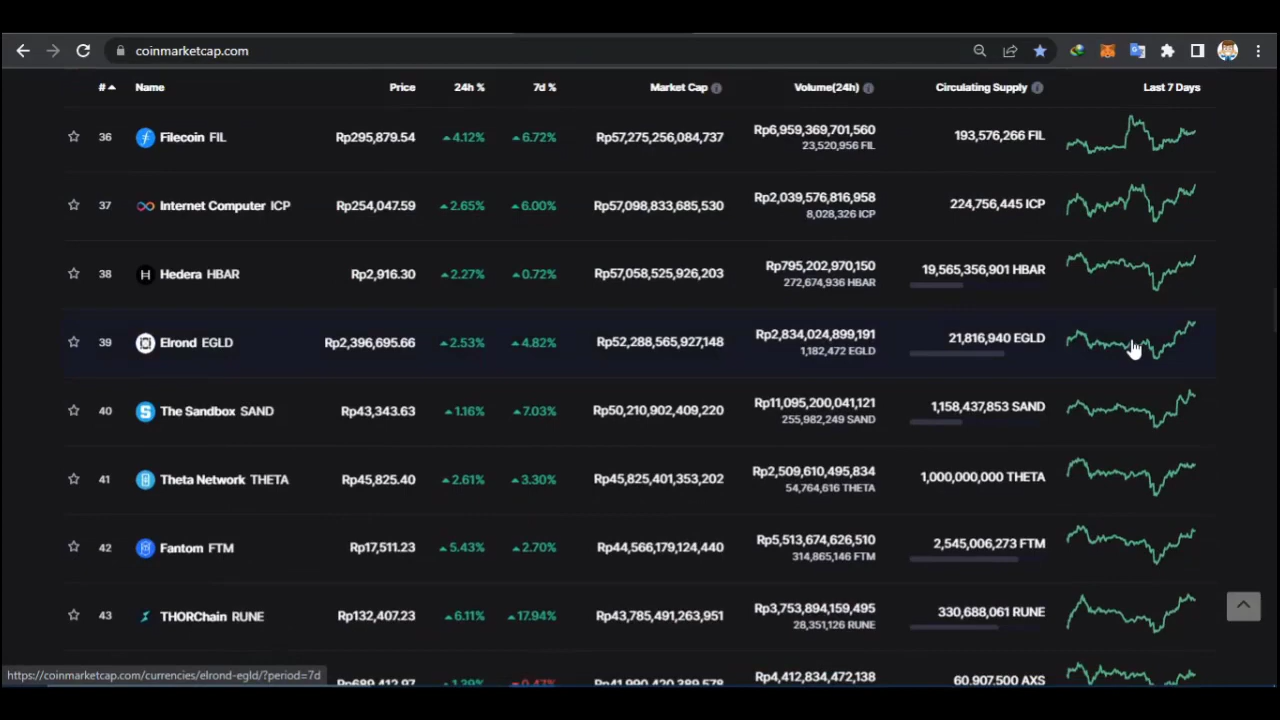 coinmarketcap.com
# Name Price 24h % 7d % Market Cap Volume(24h) Circulating Supply Last 7 Days
36 Filecoin FIL Rp295,879.54 4.12% 6.72% Rp57,275,256,084,737 Rp6,959,369,701,560 193,576,266 FIL
23,520,956 FIL
37 Internet Computer ICP Rp254,047.59 2.65% 6.00% Rp57,098,833,685,530 Rp2,039,576,816,958 224,756,445 ICP
8,028,326 ICP
38 Hedera HBAR Rp2,916.30 2.27% 0.72% Rp57,058,525,926,203 Rp795,202,970,150 19,565,356,901 HBAR
272,674,936 HBAR
39 Elrond EGLD Rp2,396,695.66 2.53% 4.82% Rp52,288,565,927,148 Rp2,834,024,899,191 21,816,940 EGLD
1,182,472 EGLD
40 The Sandbox SAND Rp43,343.63 1.16% 7.03% Rp50,210,902,409,220 Rp11,095,200,041,121 1,158,437,853 SAND
255,982,249 SAND
41 Theta Network THETA Rp45,825.40 2.61% 3.30% Rp45,825,401,353,202 Rp2,509,610,495,834 1,000,000,000 THETA
54,764,616 THETA
42 Fantom FTM Rp17,511.23 5.43% 2.70% Rp44,566,179,124,440 Rp5,513,674,626,510 2,545,006,273 FTM
314,865,146 FTM
43 THORChain RUNE Rp132,407.23 6.11% 17.94% Rp43,785,491,263,951 Rp3,753,894,159,495 330,688,061 RUNE
28,351,126 RUNE
https://coinmarketcap.com/currencies/elrond-egld/?period=7d Rp689,412.97 1.39% 0.47% Rp41,990,420,389,578 Rp4,412,834,472,138 60,907,500 AXS